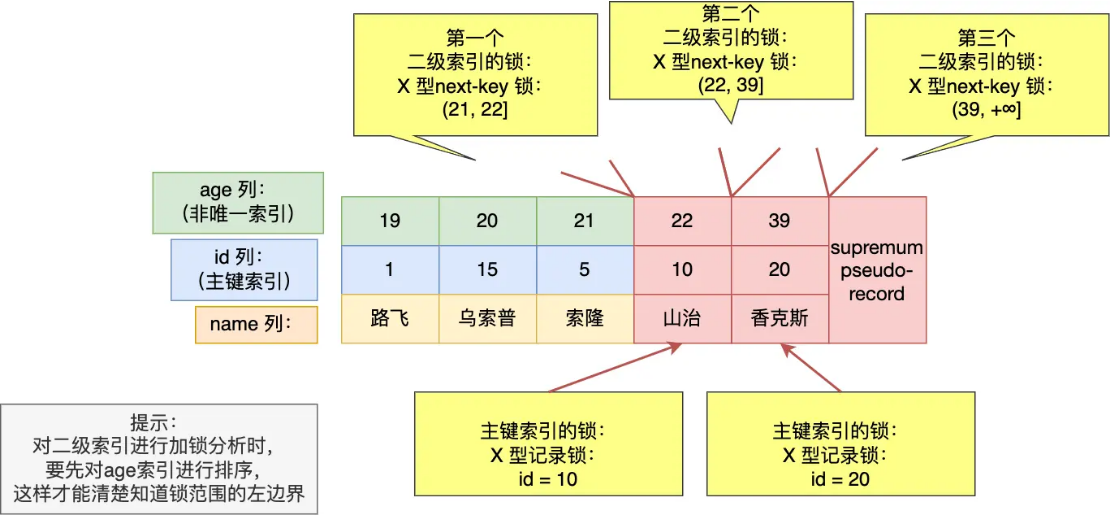 第一个
二级索引的锁：
X 型next-key 锁：
(21, 22]
第二个
二级索引的锁：
X 型next-key 锁：
(22, 39]
第三个
二级索引的锁：
X 型next-key 锁：
(39, +∞]
age 列：
（非唯一索引）
19 20 21 22 39
id 列：
（主键索引）
1 15 5 10 20
name 列：
路飞 乌索普 索隆 山治 香克斯
supremum
pseudo-
record
提示：
对二级索引进行加锁分析时，
要先对age索引进行排序，
这样才能清楚知道锁范围的左边界
主键索引的锁：
X 型记录锁：
id = 10
主键索引的锁：
X 型记录锁：
id = 20